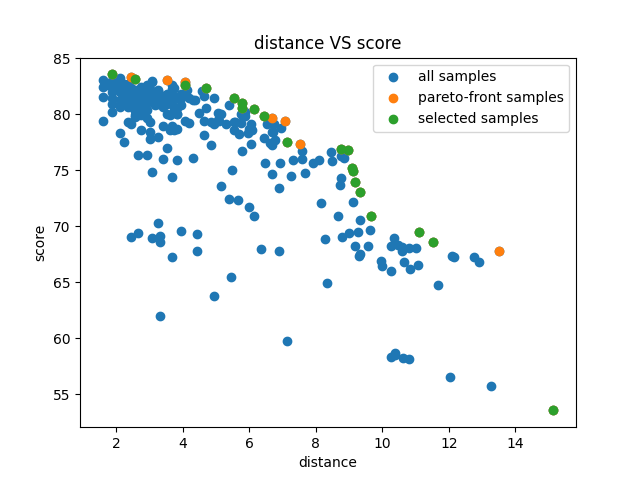 distance VS score
all samples
pareto-front samples
selected samples
85
80
75
70
65
60
55
score
2 4 6 8 10 12 14
distance